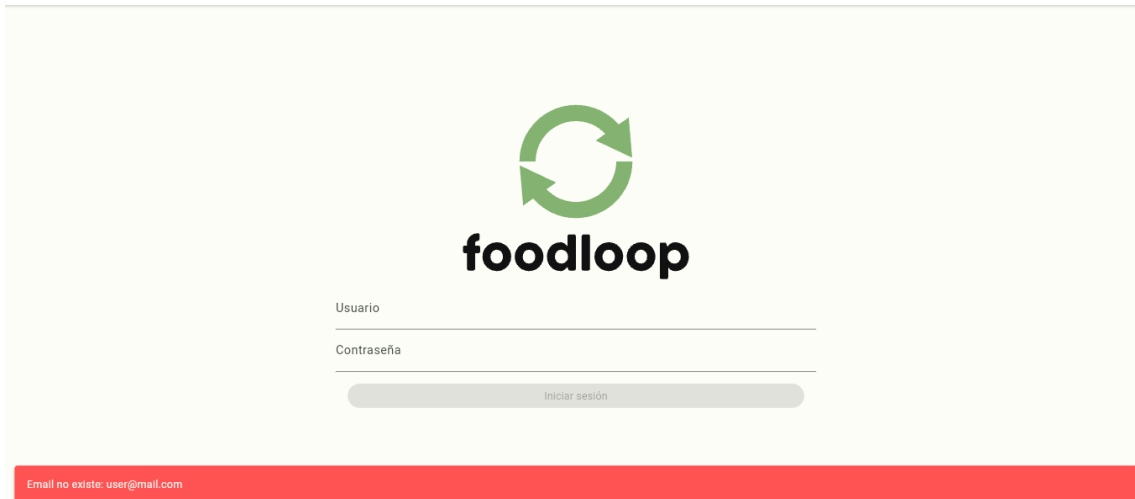 foodloop
Usuario
Contraseña
Iniciar sesión
Email no existe: user@mail.com